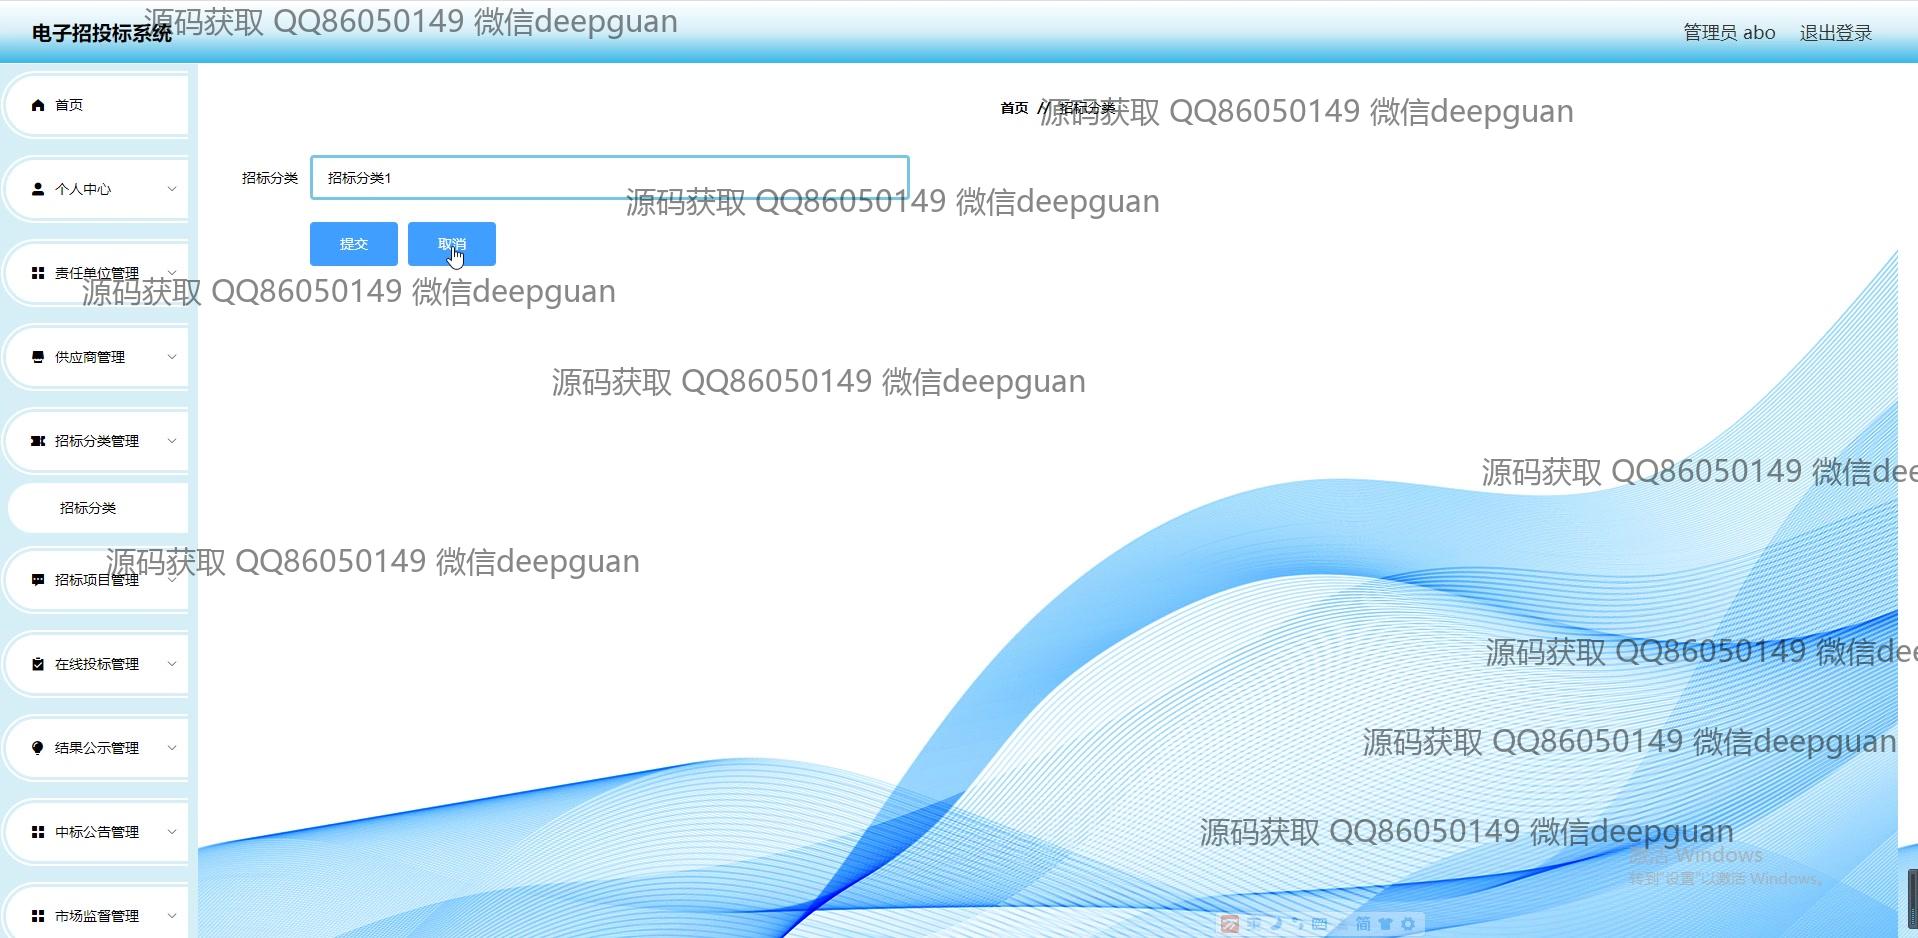 电子招投标系统
源码获取 QQ86050149 微信deepguan
管理员 abo
退出登录
首页
首页 // 招标分类
源码获取 QQ86050149 微信deepguan
招标分类
招标分类1
个人中心
源码获取 QQ86050149 微信deepguan
提交
取消
责任单位管理
源码获取 QQ86050149 微信deepguan
供应商管理
源码获取 QQ86050149 微信deepguan
招标分类管理
源码获取 QQ86050149 微信dee
招标分类
源码获取 QQ86050149 微信deepguan
招标项目管理
源码获取 QQ86050149 微信dee
在线投标管理
源码获取 QQ86050149 微信deepguan
结果公示管理
源码获取 QQ86050149 微信deepguan
中标公告管理
激活 Windows
转到"设置"以激活 Windows。
市场监督管理
简